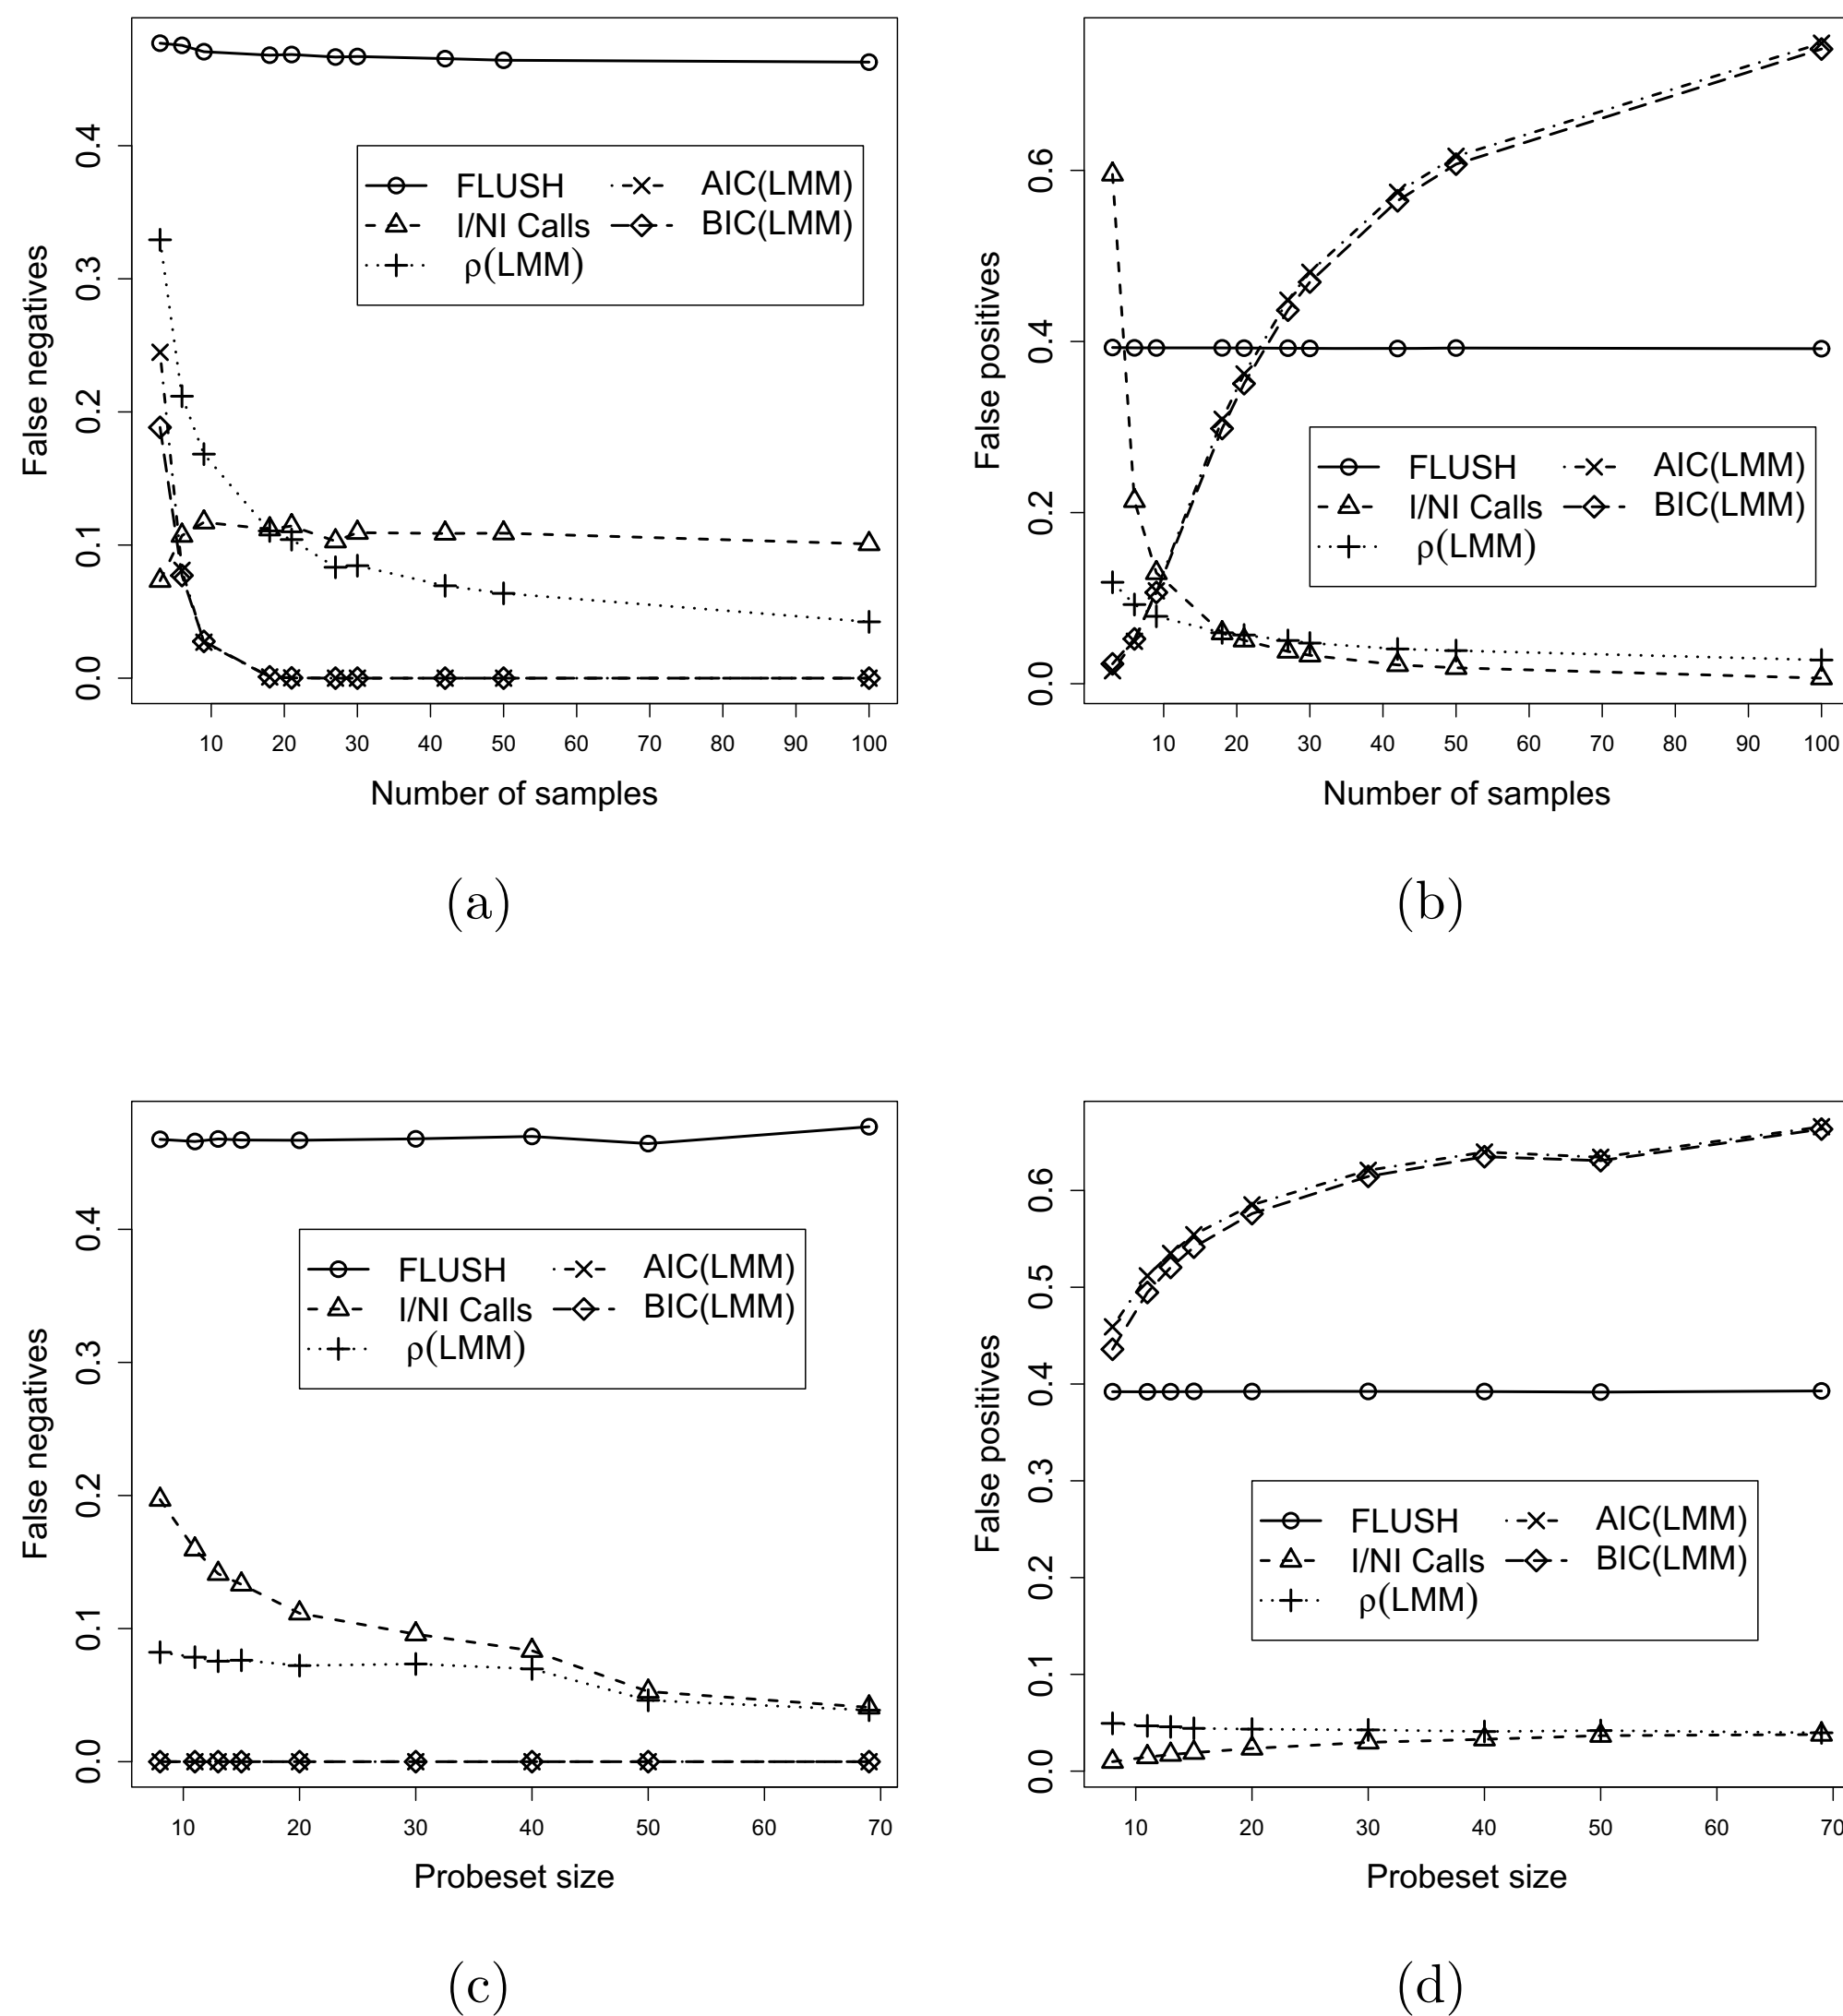 False negatives
0.0 0.1 0.2 0.3 0.4
FLUSH AIC(LMM)
I/NI Calls BIC(LMM)
ρ(LMM)
10 20 30 40 50 60 70 80 90 100
Number of samples
(a)
False positives
0.0 0.2 0.4 0.6
FLUSH AIC(LMM)
I/NI Calls BIC(LMM)
ρ(LMM)
10 20 30 40 50 60 70 80 90 100
Number of samples
(b)
False negatives
0.0 0.1 0.2 0.3 0.4
FLUSH AIC(LMM)
I/NI Calls BIC(LMM)
ρ(LMM)
10 20 30 40 50 60 70
Probeset size
(c)
False positives
0.0 0.1 0.2 0.3 0.4 0.5 0.6
FLUSH AIC(LMM)
I/NI Calls BIC(LMM)
ρ(LMM)
10 20 30 40 50 60 70
Probeset size
(d)